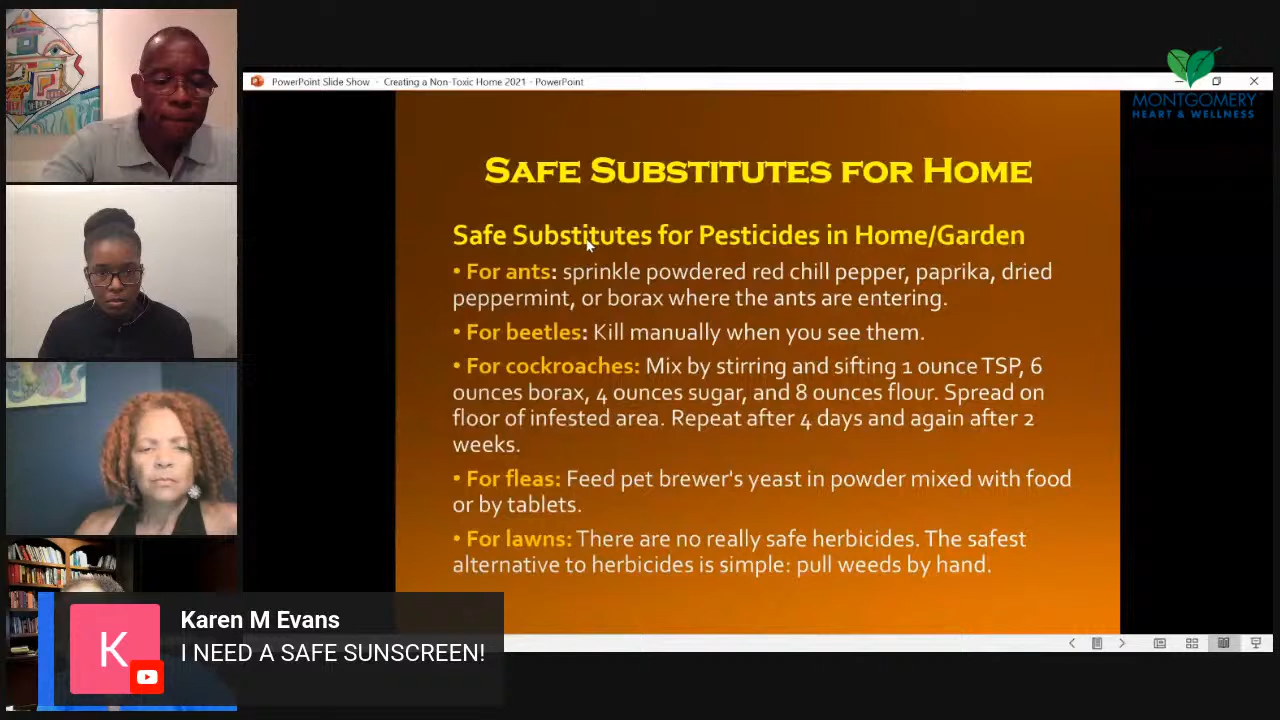 PowerPoint Slide Show - Creating a Non-Toxic Home 2021 - PowerPoint
MONTGOMERY
HEART & WELLNESS
SAFE SUBSTITUTES FOR HOME
Safe Substitutes for Pesticides in Home/Garden
• For ants: sprinkle powdered red chill pepper, paprika, dried
peppermint, or borax where the ants are entering.
• For beetles: Kill manually when you see them.
• For cockroaches: Mix by stirring and sifting 1 ounce TSP, 6
ounces borax, 4 ounces sugar, and 8 ounces flour. Spread on
floor of infested area. Repeat after 4 days and again after 2
weeks.
• For fleas: Feed pet brewer's yeast in powder mixed with food
or by tablets.
• For lawns: There are no really safe herbicides. The safest
alternative to herbicides is simple: pull weeds by hand.
K
Karen M Evans
I NEED A SAFE SUNSCREEN!